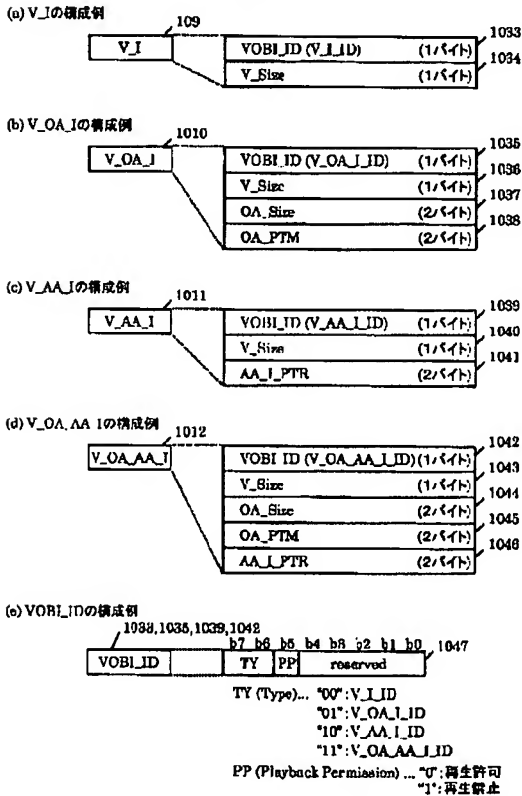 (a) V_Iの構成例
109
1033
V_I
VOBI_ID (V_I_ID) (1バイト)
1034
V_Size (1バイト)
(b) V_OA_Iの構成例
1010
1035
V_OA_I
VOBI_ID (V_OA_I_ID) (1バイト)
1036
V_Size (1バイト)
1037
OA_Size (2バイト)
1038
OA_PTM (2バイト)
(c) V_AA_Iの構成例
1011
1039
V_AA_I
VOBI_ID (V_AA_I_ID) (1バイト)
1040
V_Size (1バイト)
1041
AA_I_PTR (2バイト)
(d) V_OA_AA_Iの構成例
1012
1042
V_OA_AA_I
VOBI_ID (V_OA_AA_I_ID) (1バイト)
1043
V_Size (1バイト)
1044
OA_Size (2バイト)
1045
OA_PTM (2バイト)
1046
AA_I_PTR (2バイト)
(e) VOBI_IDの構成例
1033,1035,1039,1042
b7 b6 b5 b4 b3 b2 b1 b0
1047
VOBI_ID
TY PP reserved
TY (Type)... "00":V_I_ID
"01":V_OA_I_ID
"10":V_AA_I_ID
"11":V_OA_AA_I_ID
PP (Playback Permission) ... "0":再生許可
"1":再生禁止